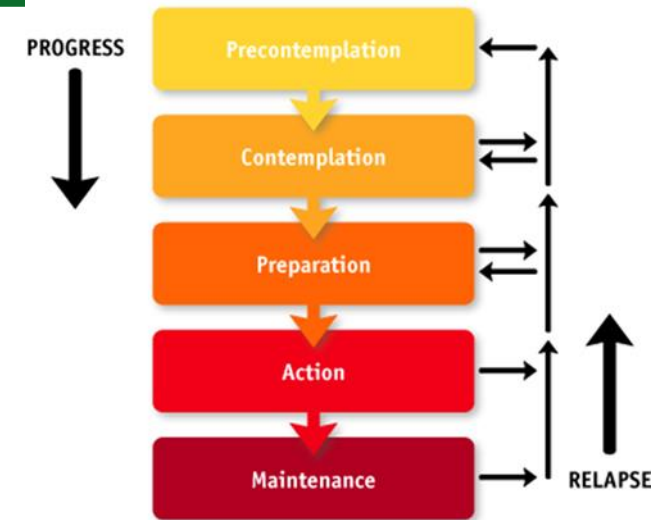 PROGRESS
Precontemplation
Contemplation
Preparation
Action
Maintenance
RELAPSE